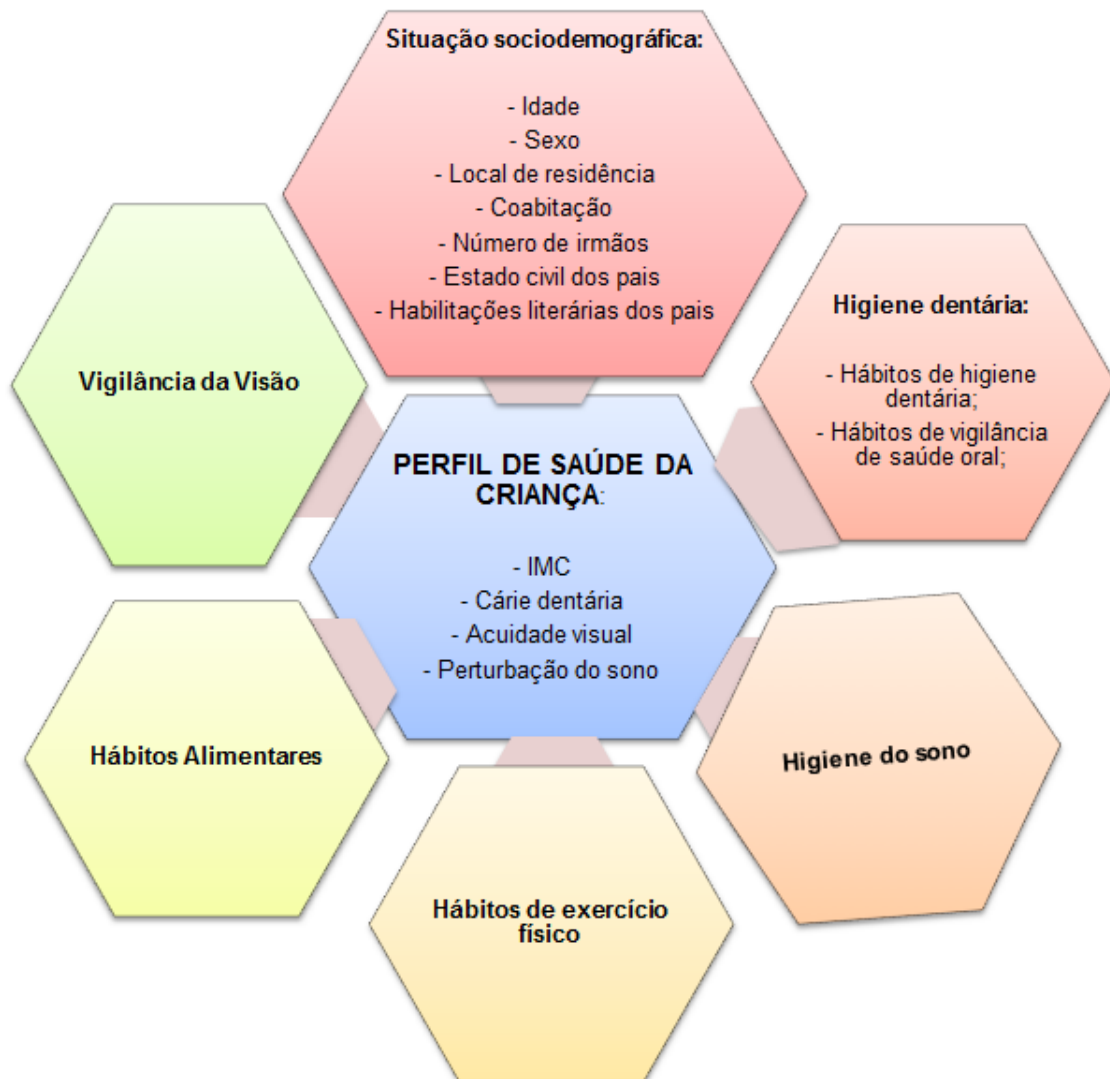 Situação sociodemográfica:
- Idade
- Sexo
- Local de residência
- Coabitação
- Número de irmãos
- Estado civil dos pais
- Habilitações literárias dos pais
Higiene dentária:
- Hábitos de higiene
dentária;
- Hábitos de vigilância
de saúde oral;
Vigilância da Visão
PERFIL DE SAÚDE DA
CRIANÇA:
- IMC
- Cárie dentária
- Acuidade visual
- Perturbação do sono
Hábitos Alimentares
Higiene do sono
Hábitos de exercício
físico